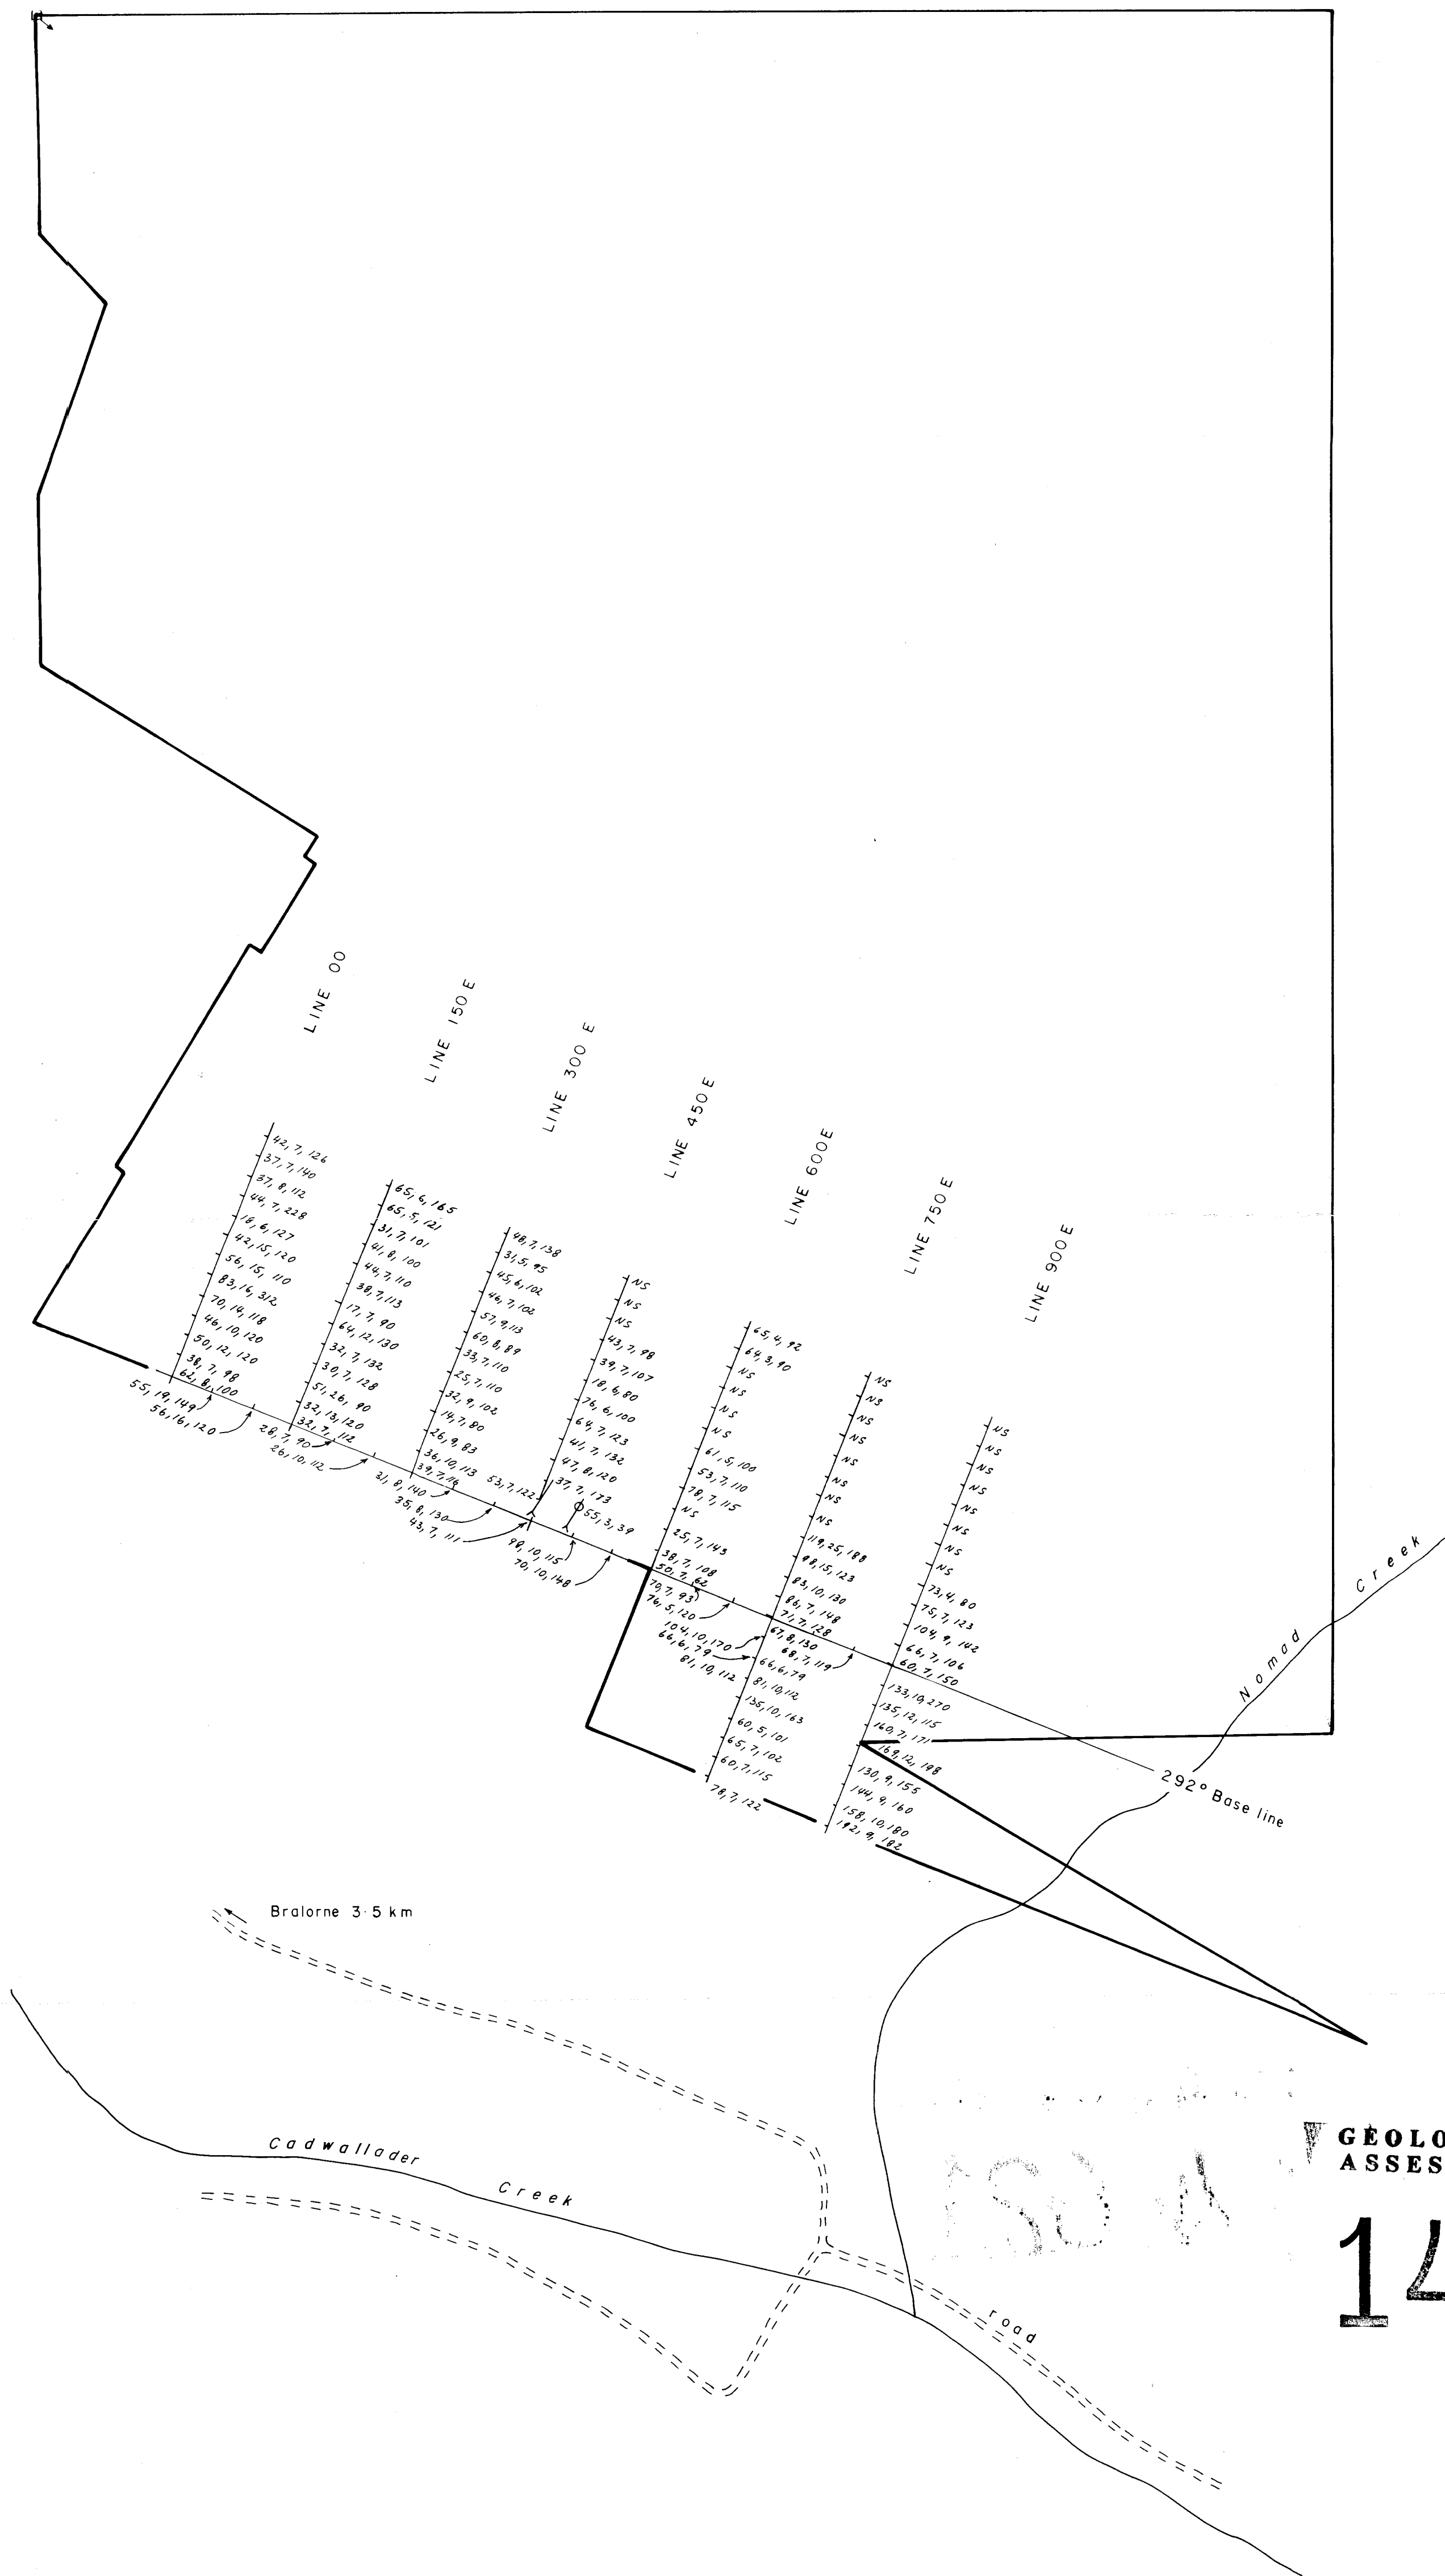 LINE 00
LINE 150 E
LINE 300 E
LINE 450 E
LINE 600 E
LINE 750 E
LINE 900 E
42, 7, 126
37, 7, 140
37, 8, 112
44, 7, 228
18, 6, 127
42, 15, 120
56, 15, 110
83, 16, 312
70, 14, 118
46, 10, 120
50, 12, 120
38, 7, 98
62, 8, 100
55, 19, 149
56, 16, 120
65, 6, 165
65, 5, 121
31, 7, 101
41, 8, 100
44, 7, 110
38, 7, 113
17, 7, 90
64, 12, 130
32, 7, 132
30, 7, 128
51, 26, 90
32, 13, 120
32, 7, 112
28, 7, 90
26, 10, 112
48, 7, 138
31, 5, 95
45, 6, 102
46, 7, 102
57, 9, 113
60, 8, 89
33, 7, 110
25, 7, 110
32, 9, 102
14, 7, 80
26, 9, 83
36, 10, 113
39, 7, 116
31, 8, 140
35, 8, 130
43, 7, 111
NS
NS
NS
43, 7, 98
39, 7, 107
18, 6, 80
76, 6, 100
64, 7, 123
41, 7, 132
47, 8, 120
37, 7, 173
53, 7, 122
55, 3, 39
98, 10, 115
70, 10, 148
65, 4, 92
64, 3, 90
NS
NS
NS
NS
61, 5, 100
53, 7, 110
78, 7, 115
NS
25, 7, 143
38, 7, 108
50, 7, 62
70, 7, 93
76, 5, 120
NS
NS
NS
NS
NS
NS
NS
NS
119, 25, 188
98, 15, 123
83, 10, 130
86, 7, 148
71, 7, 128
67, 8, 130
68, 7, 119
104, 10, 170
66, 6, 79
81, 10, 112
66, 6, 79
81, 10, 112
135, 10, 163
60, 5, 101
65, 7, 102
60, 7, 115
78, 7, 122
NS
NS
NS
NS
NS
NS
NS
NS
73, 4, 80
75, 7, 123
104, 9, 142
66, 7, 106
60, 7, 150
133, 10, 270
135, 12, 115
160, 7, 171
169, 12, 198
130, 9, 155
144, 9, 160
158, 10, 180
192, 9, 182
Nomad Creek
292° Base line
Bralorne 3·5 km
Cadwallader Creek
road
GEOLO
ASSES
14